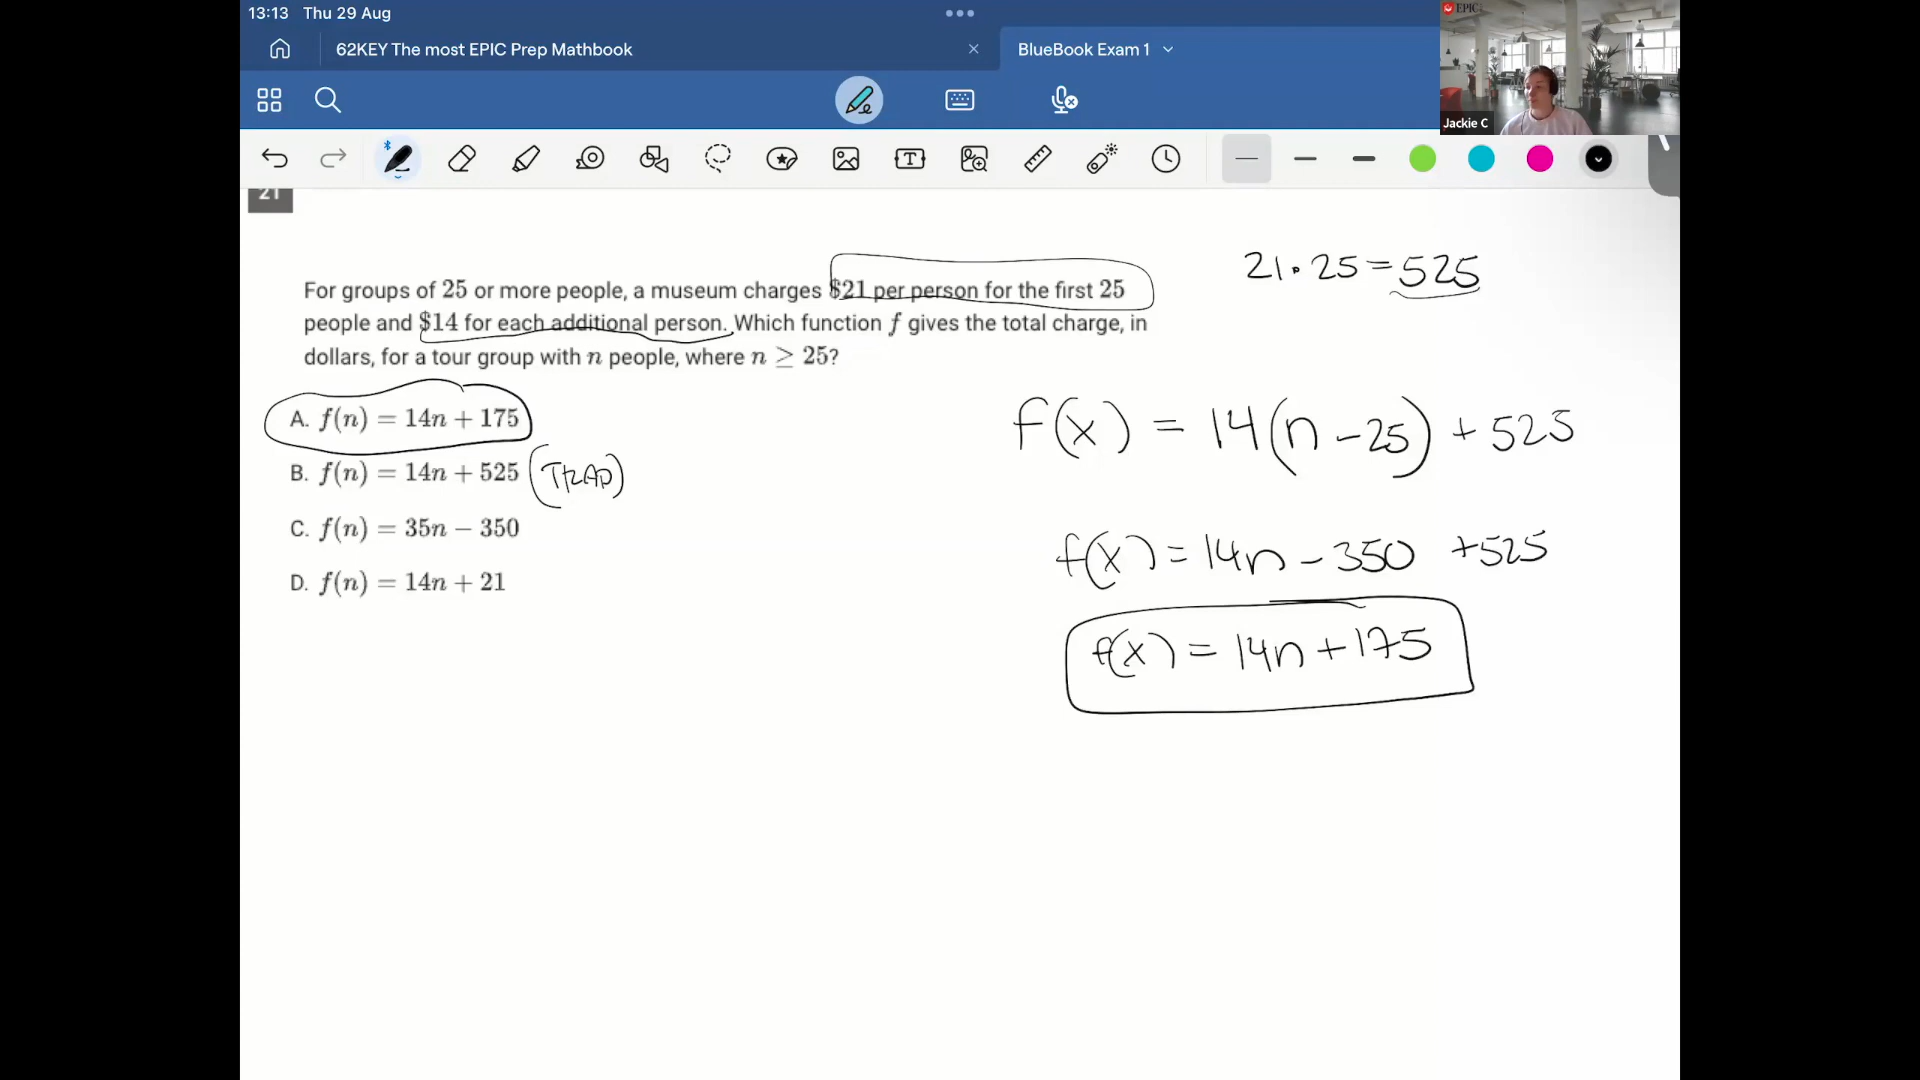 13:13 Thu 29 Aug
62KEY The most EPIC Prep Mathbook
BlueBook Exam 1
EPIC
Jackie C
21
For groups of 25 or more people, a museum charges $21 per person for the first 25
people and $14 for each additional person. Which function f gives the total charge, in
dollars, for a tour group with n people, where n ≥ 25?
A. f(n) = 14n + 175
B. f(n) = 14n + 525 (TRAP)
C. f(n) = 35n − 350
D. f(n) = 14n + 21
21·25=525
f(x) = 14(n-25) + 525
f(x) = 14n - 350 +525
f(x) = 14n+175